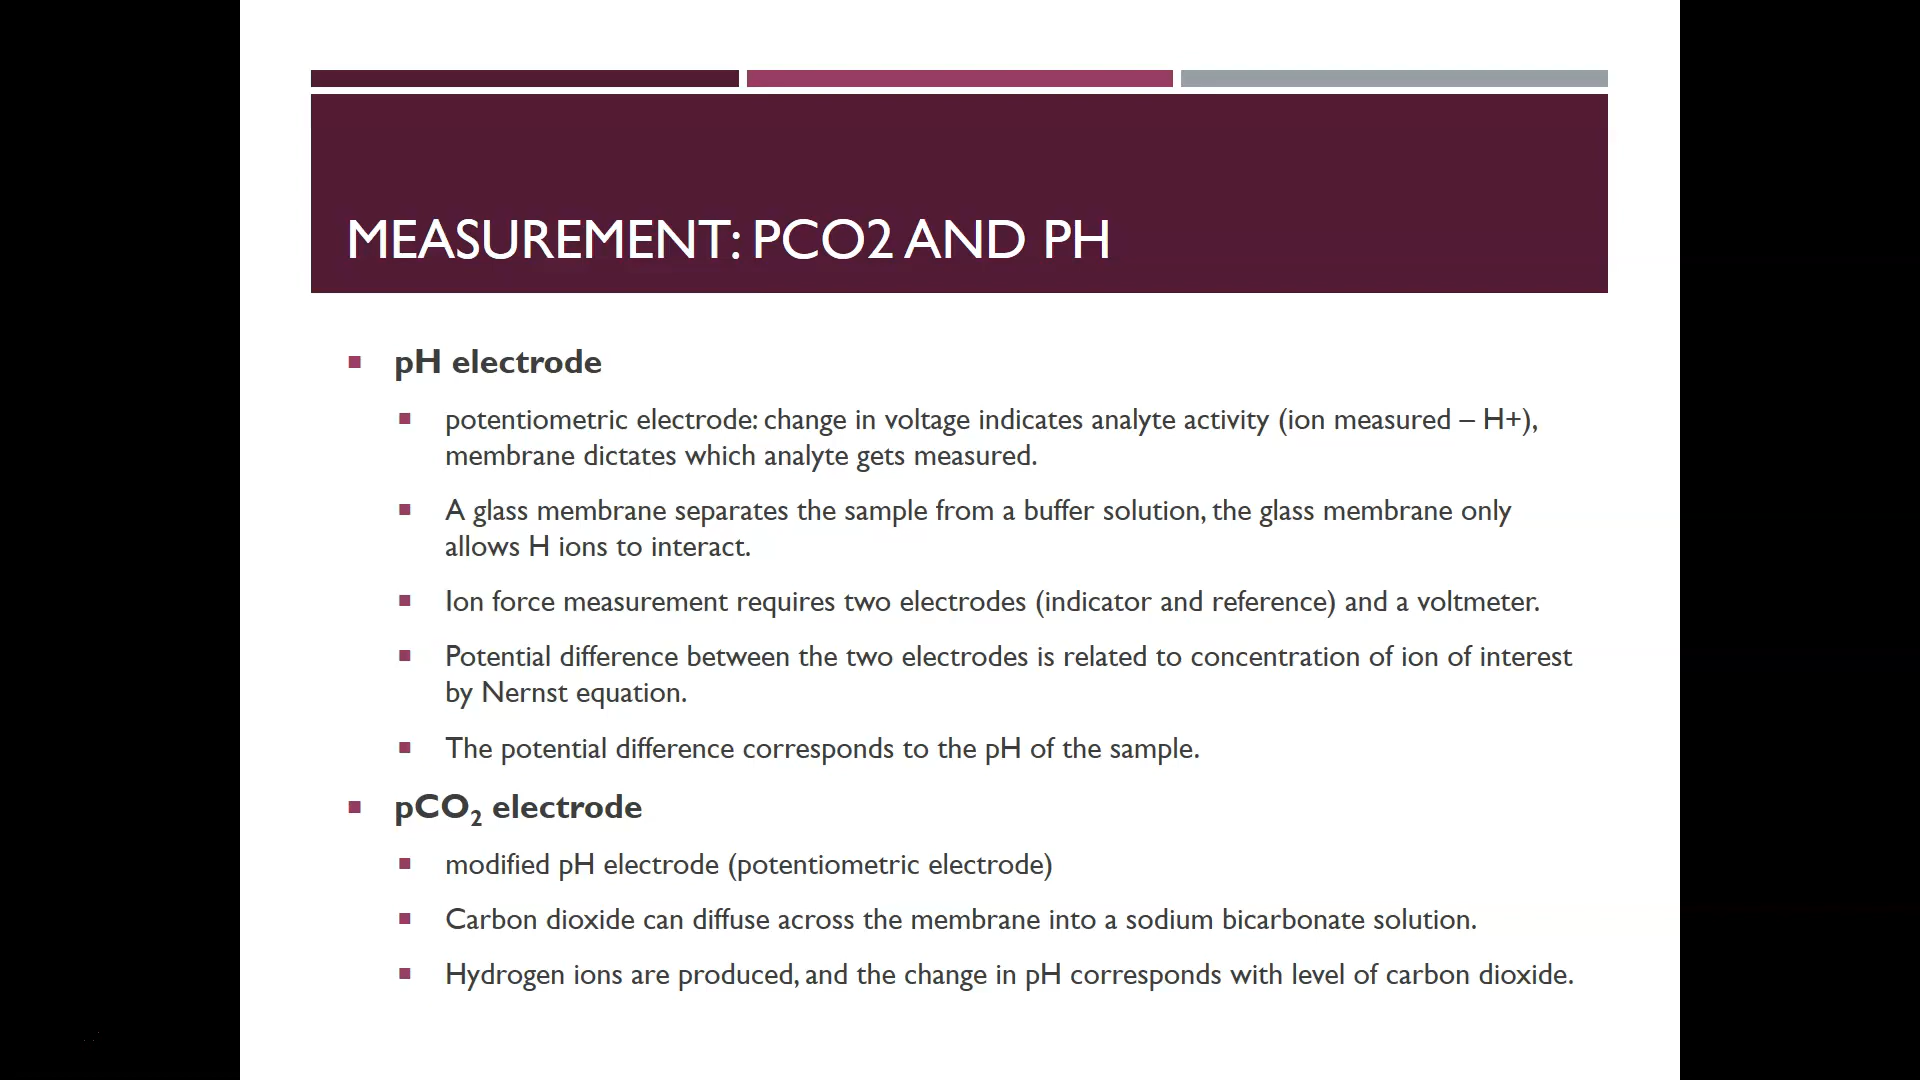 MEASUREMENT: PCO2 AND PH
pH electrode
potentiometric electrode: change in voltage indicates analyte activity (ion measured – H+),
membrane dictates which analyte gets measured.
A glass membrane separates the sample from a buffer solution, the glass membrane only
allows H ions to interact.
Ion force measurement requires two electrodes (indicator and reference) and a voltmeter.
Potential difference between the two electrodes is related to concentration of ion of interest
by Nernst equation.
The potential difference corresponds to the pH of the sample.
pCO₂ electrode
modified pH electrode (potentiometric electrode)
Carbon dioxide can diffuse across the membrane into a sodium bicarbonate solution.
Hydrogen ions are produced, and the change in pH corresponds with level of carbon dioxide.